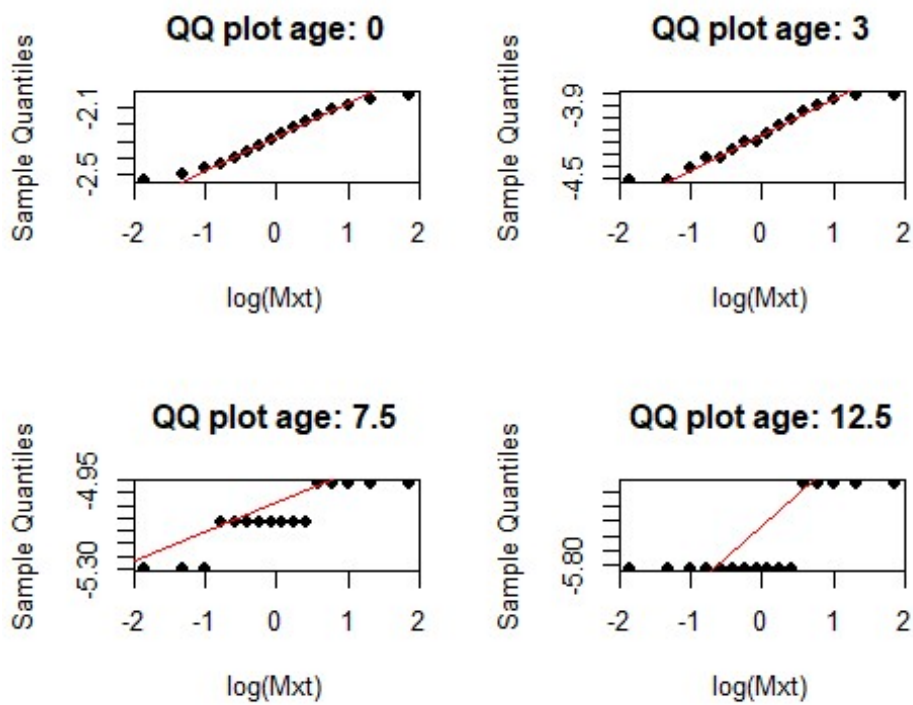 QQ plot age: 0
Sample Quantiles
-2.1
-2.5
-2 -1 0 1 2
log(Mxt)
QQ plot age: 3
Sample Quantiles
-3.9
-4.5
-2 -1 0 1 2
log(Mxt)
QQ plot age: 7.5
Sample Quantiles
-4.95
-5.30
-2 -1 0 1 2
log(Mxt)
QQ plot age: 12.5
Sample Quantiles
-5.80
-2 -1 0 1 2
log(Mxt)